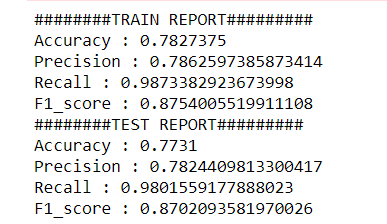 ########TRAIN REPORT#########
Accuracy : 0.7827375
Precision : 0.7862597385873414
Recall : 0.9873382923673998
F1_score : 0.8754005519911108
########TEST REPORT#########
Accuracy : 0.7731
Precision : 0.7824409813300417
Recall : 0.9801559177888023
F1_score : 0.8702093581970026